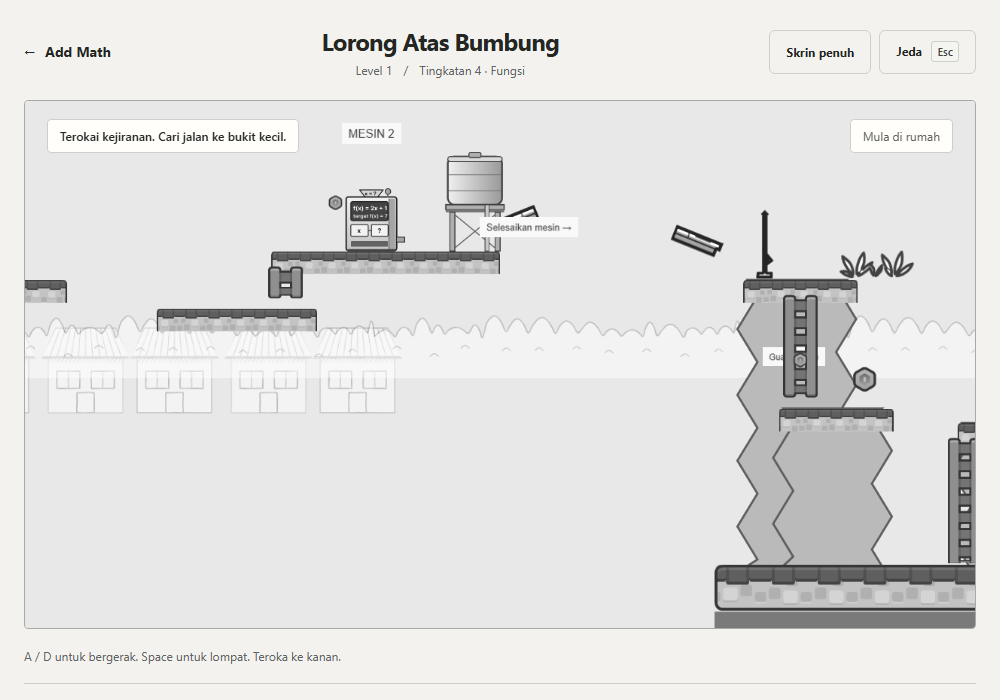 ← Add Math
Lorong Atas Bumbung
Level 1 / Tingkatan 4 · Fungsi
Skrin penuh
Jeda Esc
Terokai kejiranan. Cari jalan ke bukit kecil.
MESIN 2
Mula di rumah
f(x) = 2x + 1
target f(x) = 7
x ?
Selesaikan mesin →
A / D untuk bergerak. Space untuk lompat. Teroka ke kanan.